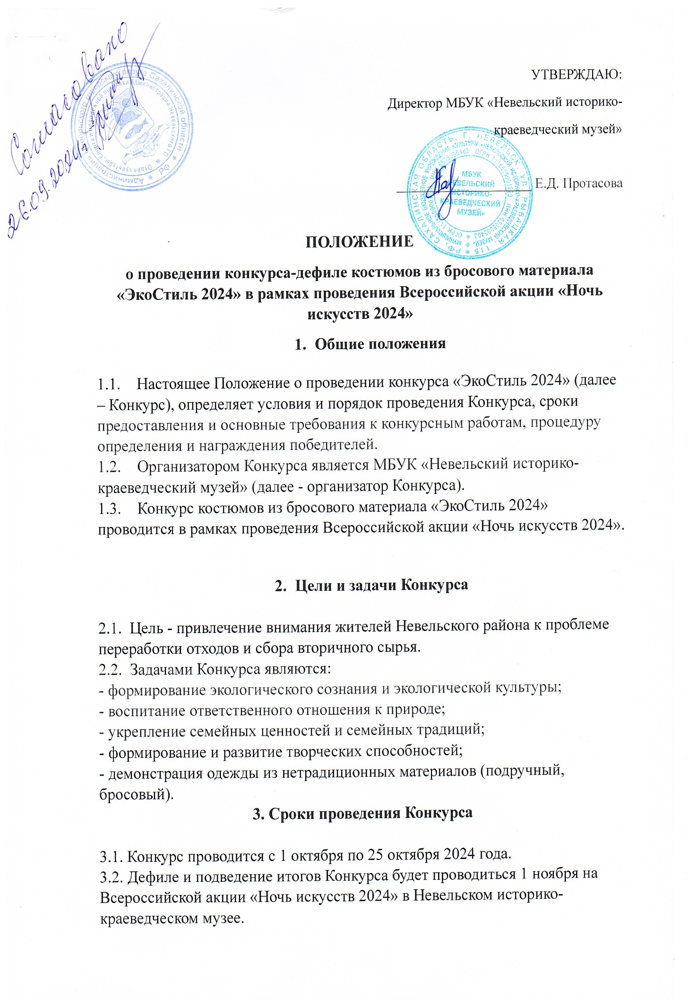 Согласовано
26.09.2024г.
УТВЕРЖДАЮ:
Директор МБУК «Невельский историко-
краеведческий музей»
МБУК
НЕВЕЛЬСКИЙ
ИСТОРИКО-
КРАЕВЕДЧЕСКИЙ
МУЗЕЙ»
Е.Д. Протасова
ПОЛОЖЕНИЕ
о проведении конкурса-дефиле костюмов из бросового материала
«ЭкоСтиль 2024» в рамках проведения Всероссийской акции «Ночь
искусств 2024»
1. Общие положения
1.1. Настоящее Положение о проведении конкурса «ЭкоСтиль 2024» (далее
– Конкурс), определяет условия и порядок проведения Конкурса, сроки
предоставления и основные требования к конкурсным работам, процедуру
определения и награждения победителей.
1.2. Организатором Конкурса является МБУК «Невельский историко-
краеведческий музей» (далее - организатор Конкурса).
1.3. Конкурс костюмов из бросового материала «ЭкоСтиль 2024»
проводится в рамках проведения Всероссийской акции «Ночь искусств 2024».
2. Цели и задачи Конкурса
2.1. Цель - привлечение внимания жителей Невельского района к проблеме
переработки отходов и сбора вторичного сырья.
2.2. Задачами Конкурса являются:
- формирование экологического сознания и экологической культуры;
- воспитание ответственного отношения к природе;
- укрепление семейных ценностей и семейных традиций;
- формирование и развитие творческих способностей;
- демонстрация одежды из нетрадиционных материалов (подручный,
бросовый).
3. Сроки проведения Конкурса
3.1. Конкурс проводится с 1 октября по 25 октября 2024 года.
3.2. Дефиле и подведение итогов Конкурса будет проводиться 1 ноября на
Всероссийской акции «Ночь искусств 2024» в Невельском историко-
краеведческом музее.